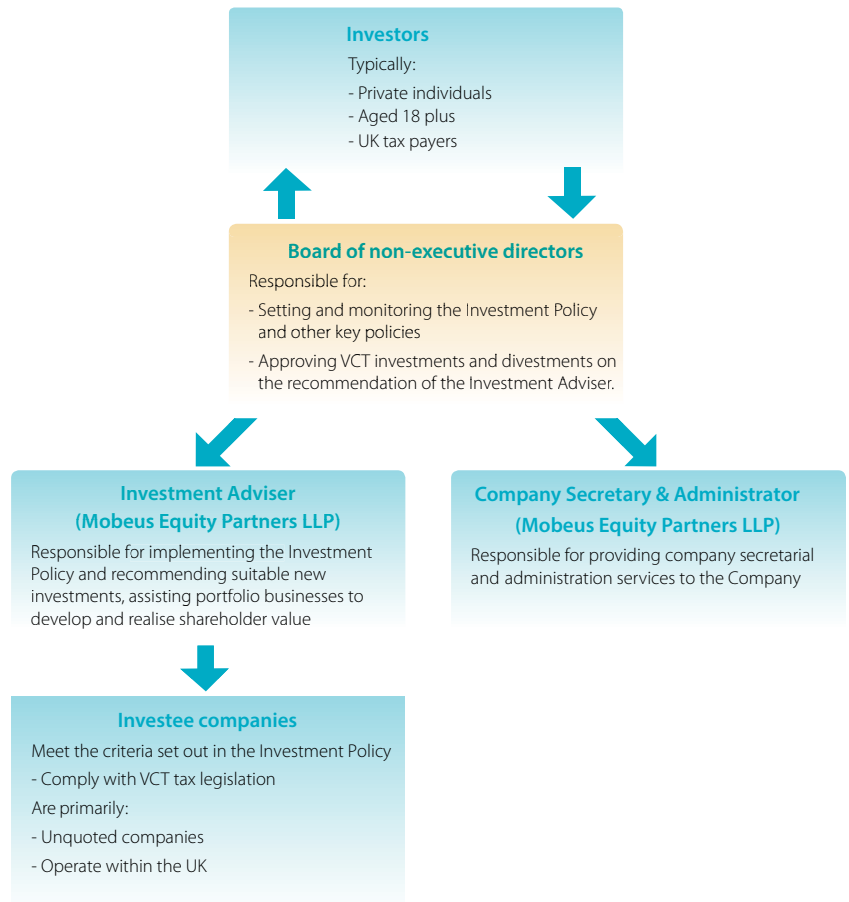 Investors
Typically:
- Private individuals
- Aged 18 plus
- UK tax payers
Board of non-executive directors
Responsible for:
- Setting and monitoring the Investment Policy
and other key policies
- Approving VCT investments and divestments on
the recommendation of the Investment Adviser.
Investment Adviser
(Mobeus Equity Partners LLP)
Responsible for implementing the Investment
Policy and recommending suitable new
investments, assisting portfolio businesses to
develop and realise shareholder value
Company Secretary & Administrator
(Mobeus Equity Partners LLP)
Responsible for providing company secretarial
and administration services to the Company
Investee companies
Meet the criteria set out in the Investment Policy
- Comply with VCT tax legislation
Are primarily:
- Unquoted companies
- Operate within the UK